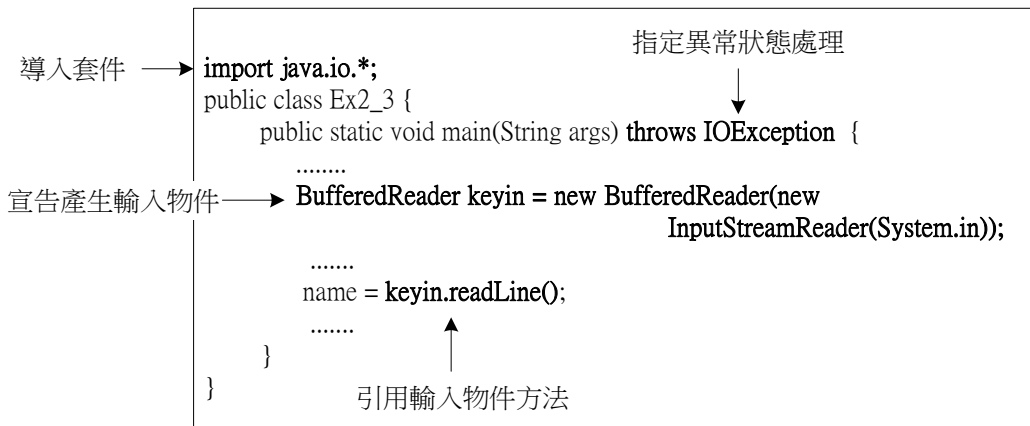 指定異常狀態處理
導入套件
import java.io.*;
public class Ex2_3 {
public static void main(String args) throws IOException {
........
宣告產生輸入物件
BufferedReader keyin = new BufferedReader(new
InputStreamReader(System.in));
.......
name = keyin.readLine();
.......
}
}
引用輸入物件方法